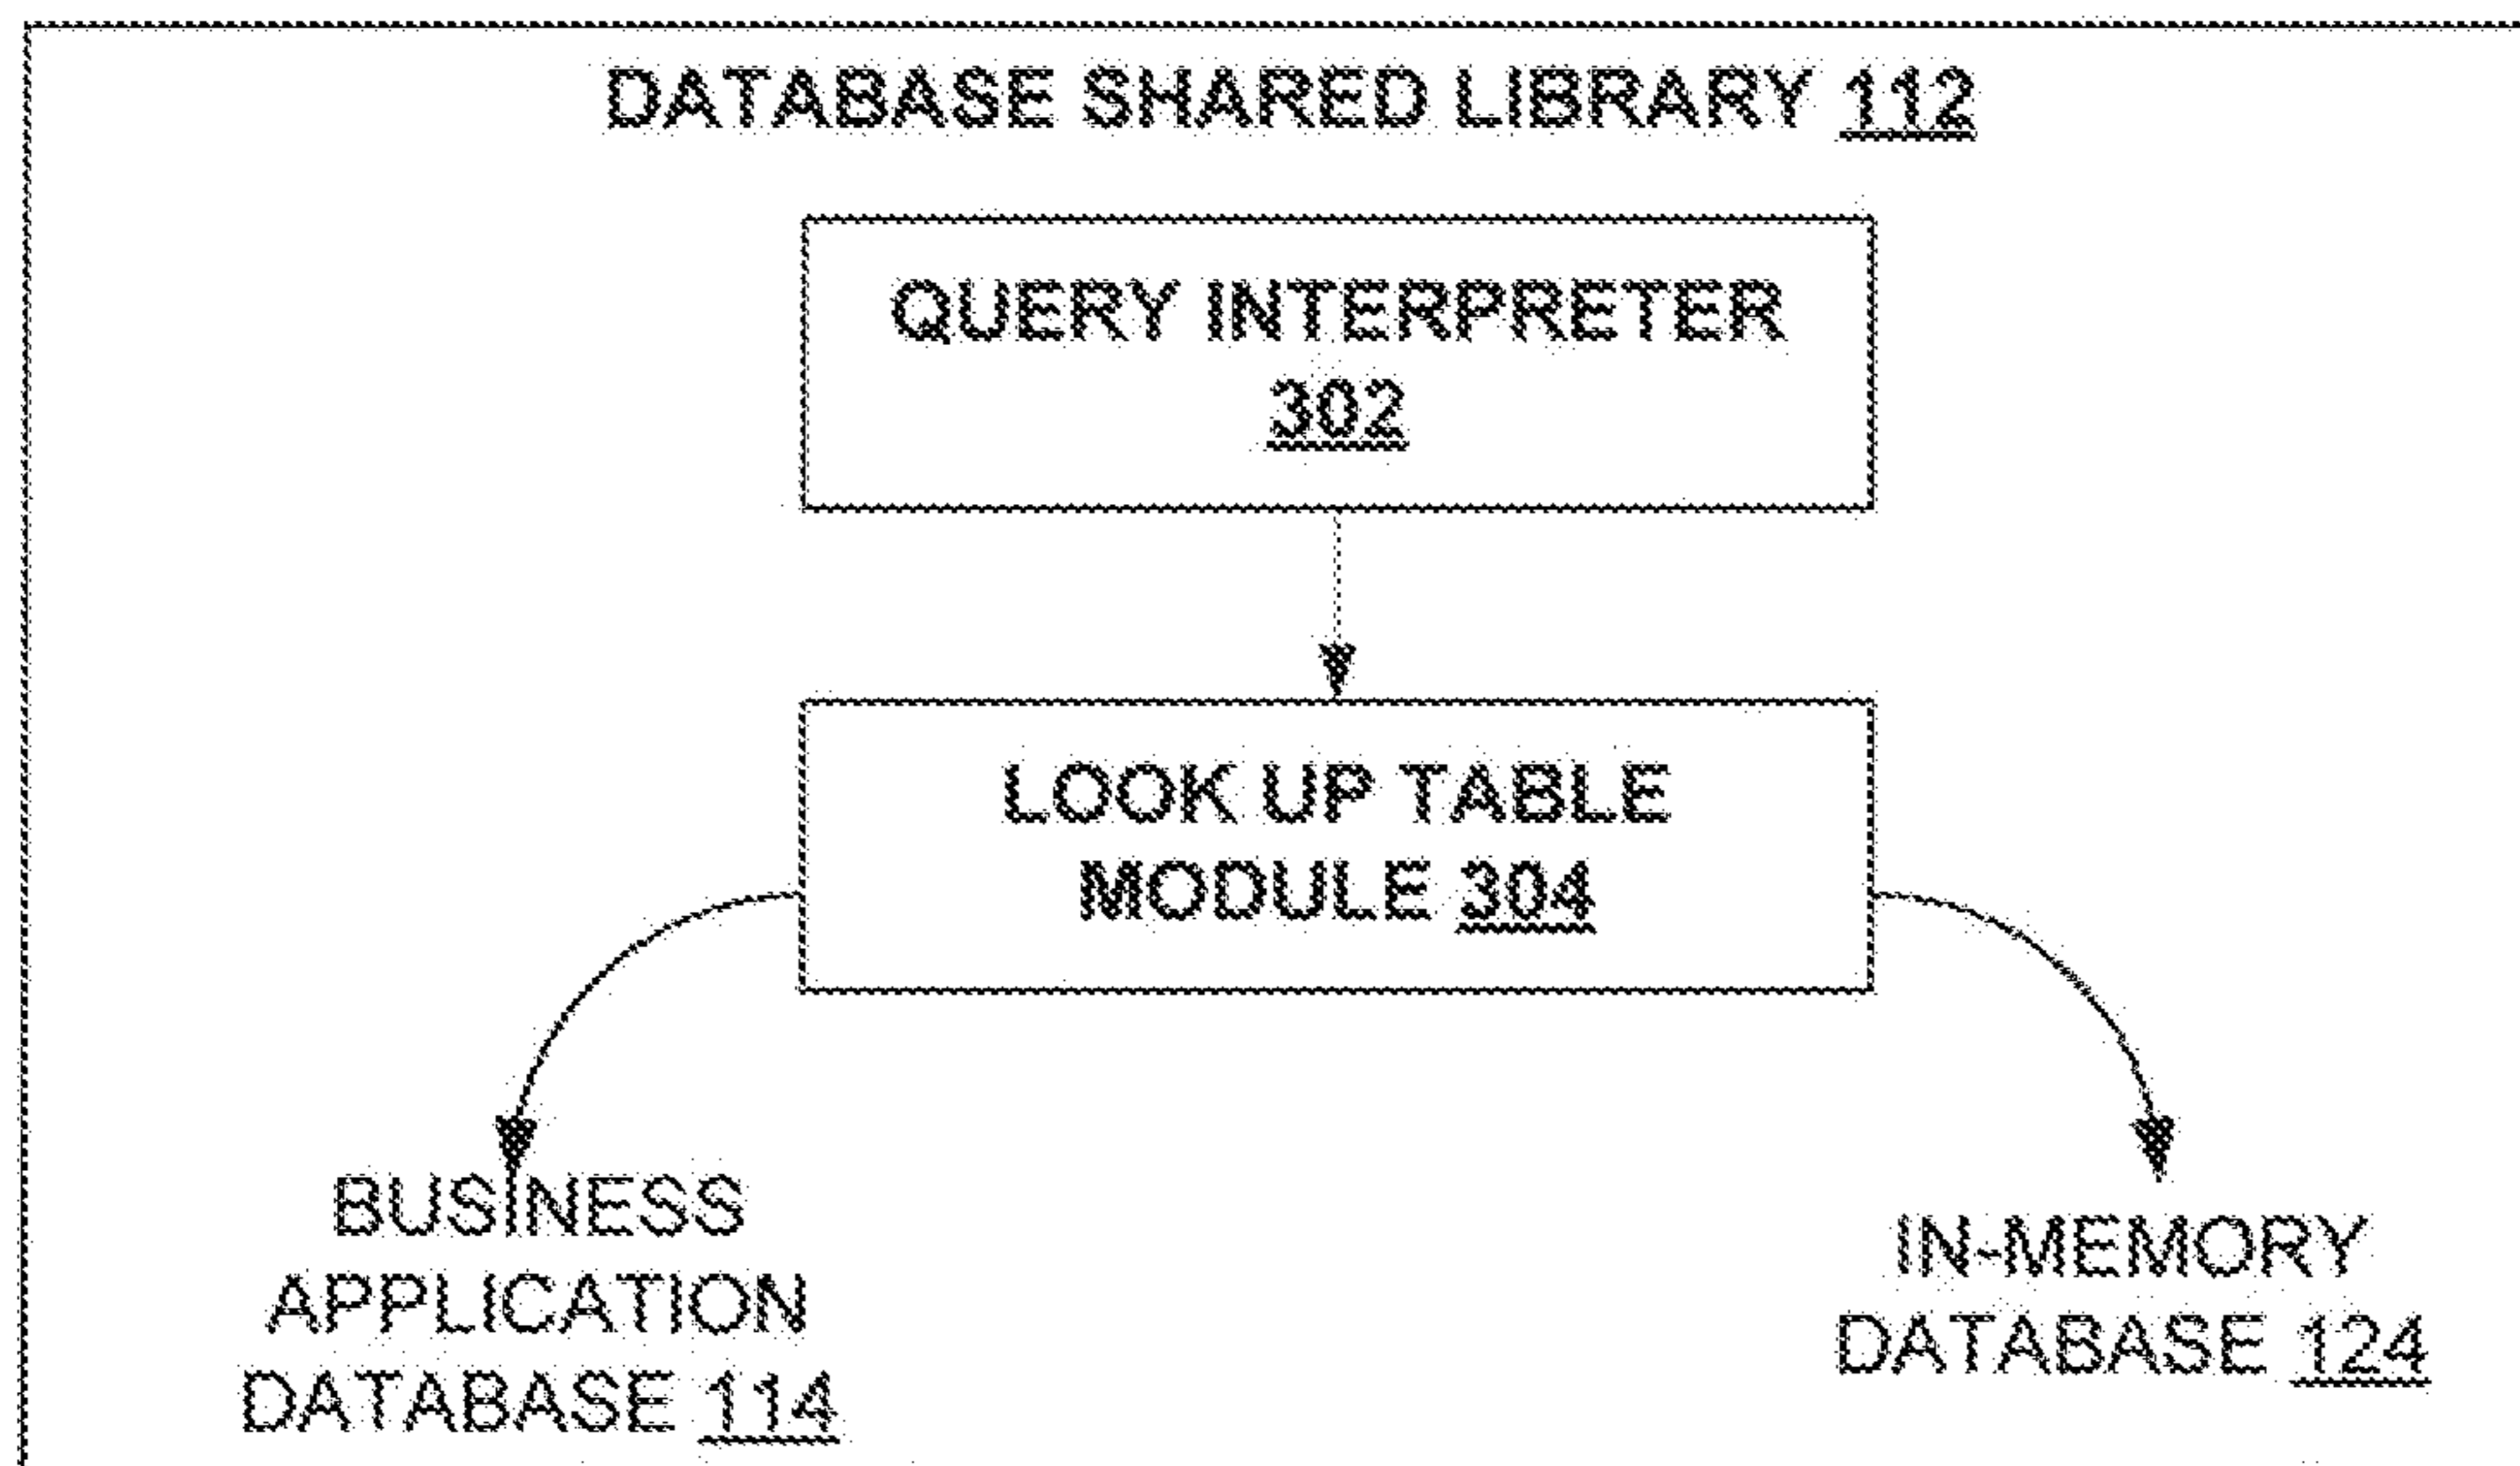 DATABASE SHARED LIBRARY 112
QUERY INTERPRETER
302
LOOK UP TABLE
MODULE 304
BUSINESS
APPLICATION
DATABASE 114
IN-MEMORY
DATABASE 124